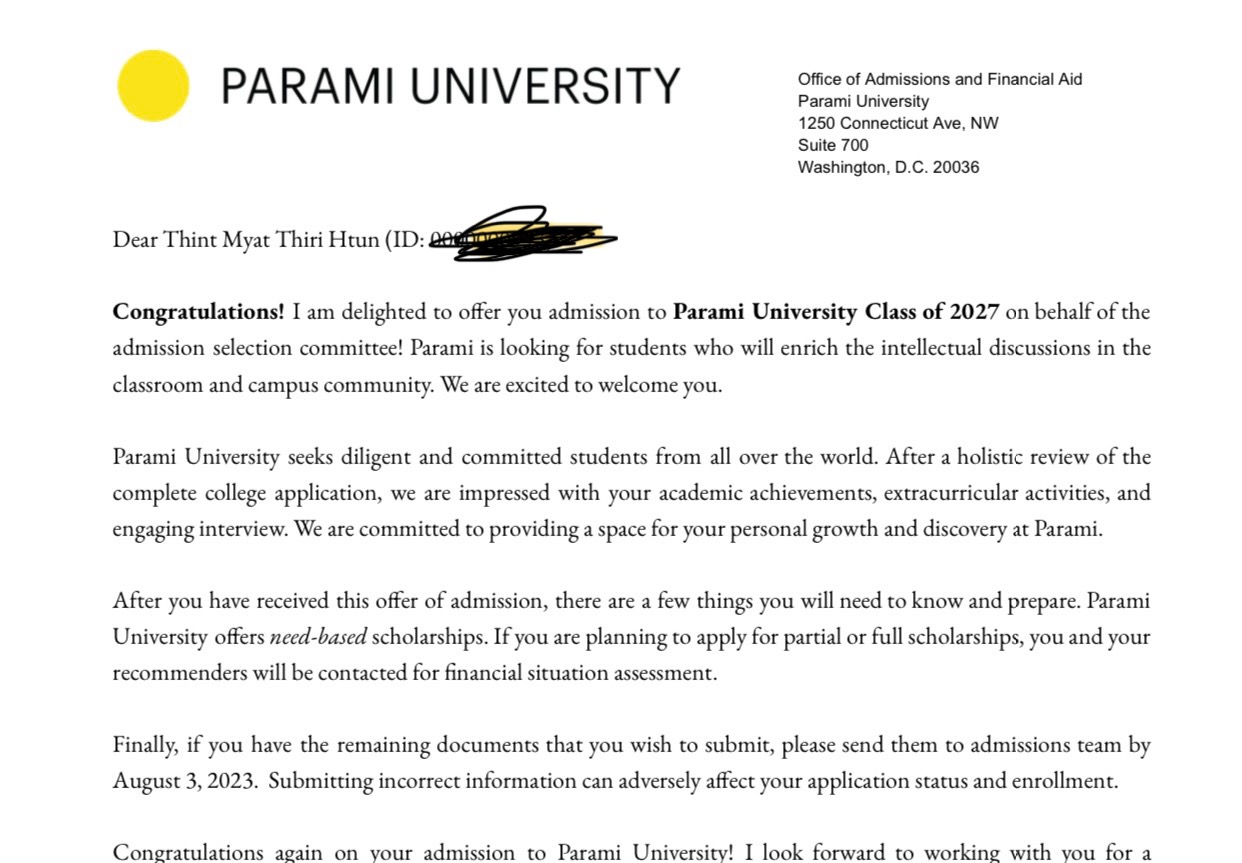 PARAMI UNIVERSITY
Office of Admissions and Financial Aid
Parami University
1250 Connecticut Ave, NW
Suite 700
Washington, D.C. 20036
Dear Thint Myat Thiri Htun (ID:
Congratulations! I am delighted to offer you admission to Parami University Class of 2027 on behalf of the
admission selection committee! Parami is looking for students who will enrich the intellectual discussions in the
classroom and campus community. We are excited to welcome you.
Parami University seeks diligent and committed students from all over the world. After a holistic review of the
complete college application, we are impressed with your academic achievements, extracurricular activities, and
engaging interview. We are committed to providing a space for your personal growth and discovery at Parami.
After you have received this offer of admission, there are a few things you will need to know and prepare. Parami
University offers need-based scholarships. If you are planning to apply for partial or full scholarships, you and your
recommenders will be contacted for financial situation assessment.
Finally, if you have the remaining documents that you wish to submit, please send them to admissions team by
August 3, 2023. Submitting incorrect information can adversely affect your application status and enrollment.
Congratulations again on your admission to Parami University! I look forward to working with you for a